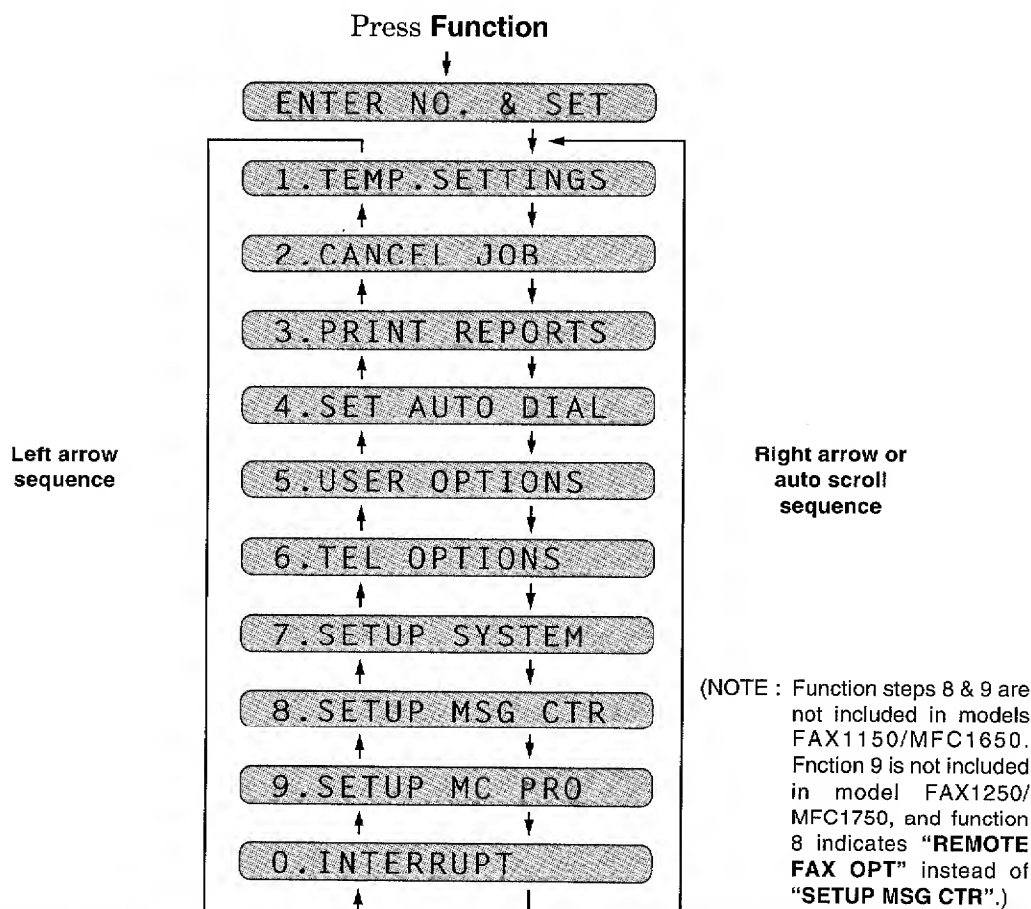 Press Function
ENTER NO. & SET
1.TEMP.SETTINGS
2.CANCEL JOB
3.PRINT REPORTS
4.SET AUTO DIAL
Left arrow
sequence
Right arrow or
auto scroll
sequence
5.USER OPTIONS
6.TEL OPTIONS
7.SETUP SYSTEM
8.SETUP MSG CTR
9.SETUP MC PRO
0.INTERRUPT
(NOTE : Function steps 8 & 9 are
not included in models
FAX1150/MFC1650.
Fnction 9 is not included
in model FAX1250/
MFC1750, and function
8 indicates “REMOTE
FAX OPT” instead of
“SETUP MSG CTR”.)